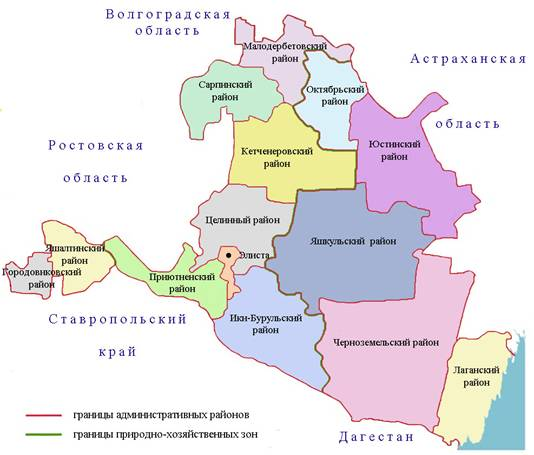 Волгоградская
область
Малодербетовский
район
Астраханская
область
Сарпинский
район
Октябрьский
район
Ростовская
область
Кетченеровский
район
Юстинский
район
Целинный район
Яшкульский район
Элиста
Яшалтинский
район
Городовиковский
район
Приютненский
район
Ставропольский
край
Ики-Бурульский
район
Черноземельский район
Лаганский
район
границы административных районов
границы природно-хозяйственных зон
Дагестан